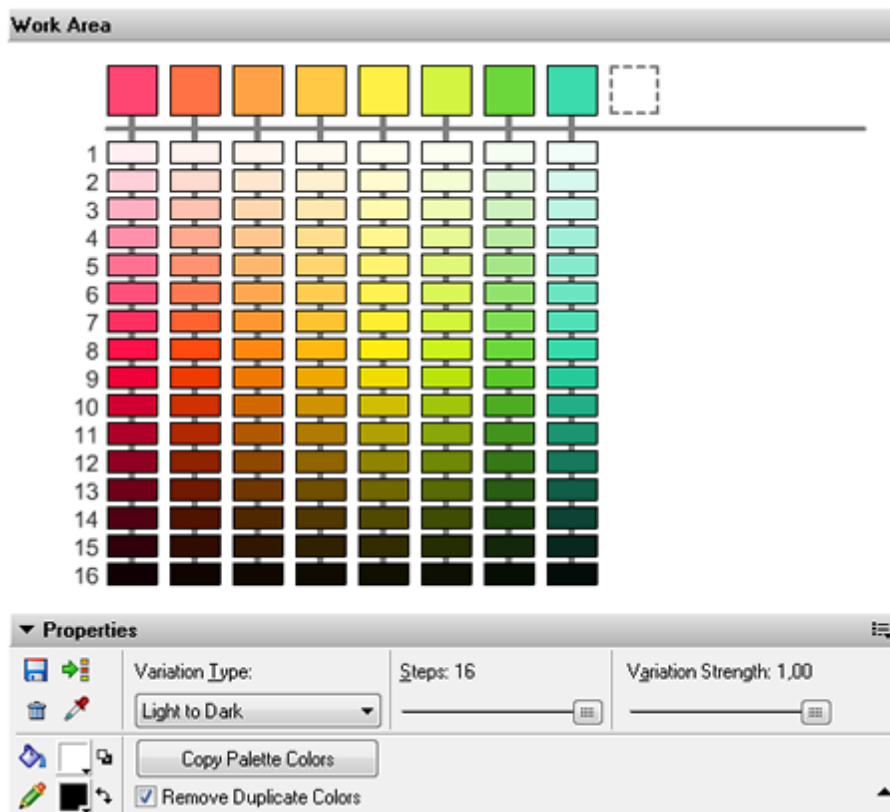 Work Area
1
2
3
4
5
6
7
8
9
10
11
12
13
14
15
16
Properties
Variation Type: Steps: 16 Variation Strength: 1,00
Light to Dark
Copy Palette Colors
Remove Duplicate Colors